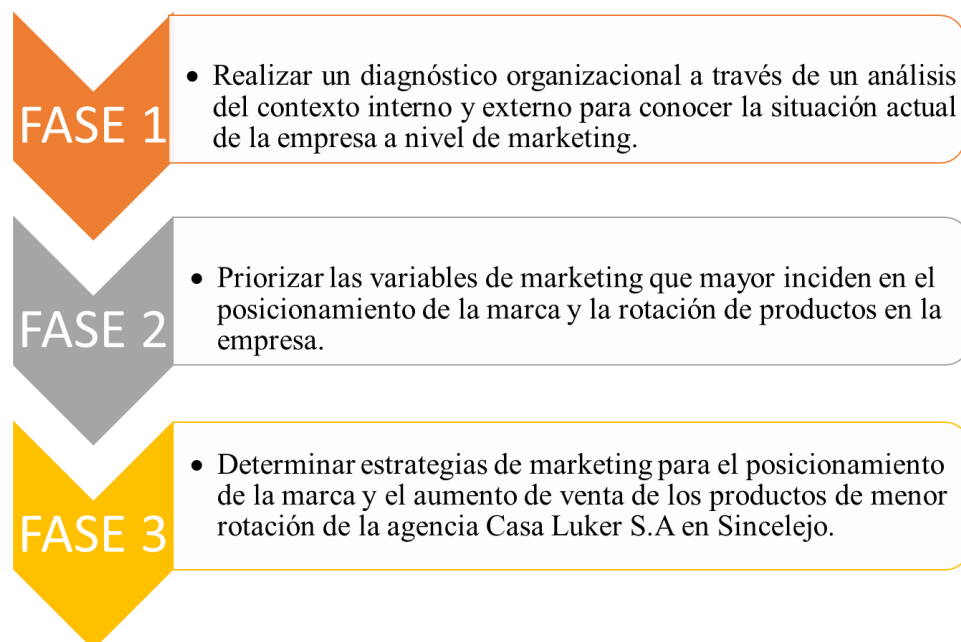 FASE 1
• Realizar un diagnóstico organizacional a través de un análisis
del contexto interno y externo para conocer la situación actual
de la empresa a nivel de marketing.
FASE 2
• Priorizar las variables de marketing que mayor inciden en el
posicionamiento de la marca y la rotación de productos en la
empresa.
FASE 3
• Determinar estrategias de marketing para el posicionamiento
de la marca y el aumento de venta de los productos de menor
rotación de la agencia Casa Luker S.A en Sincelejo.